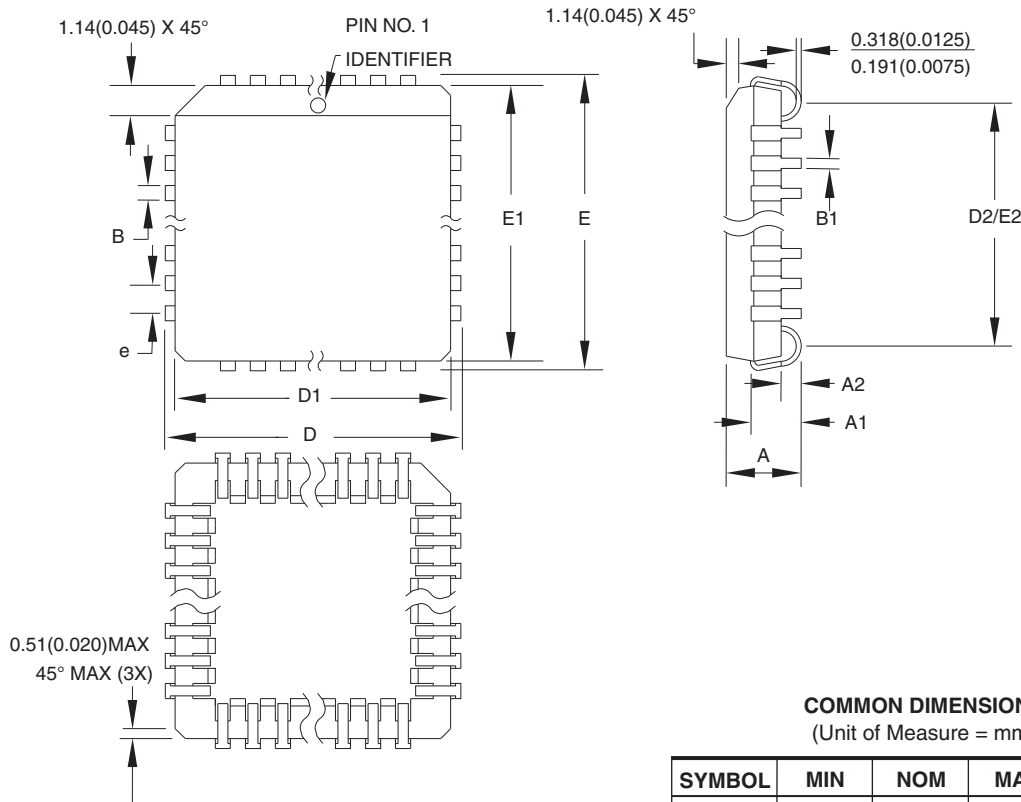 1.14(0.045) X 45°
PIN NO. 1
IDENTIFIER
1.14(0.045) X 45°
0.318(0.0125)
0.191(0.0075)
E1
E
B
e
B1
D2/E2
D1
D
A2
A1
A
0.51(0.020)MAX
45° MAX (3X)
COMMON DIMENSION
(Unit of Measure = mm
SYMBOL MIN NOM MA